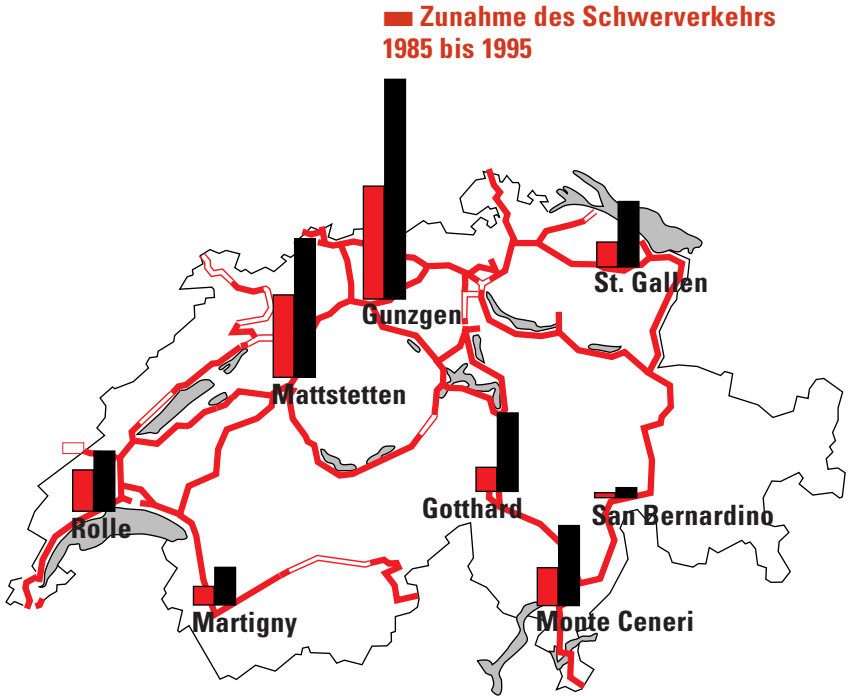 Zunahme des Schwerverkehrs
1985 bis 1995
St. Gallen
Gunzgen
Mattstetten
Gotthard
San Bernardino
Rolle
Martigny
Monte Ceneri